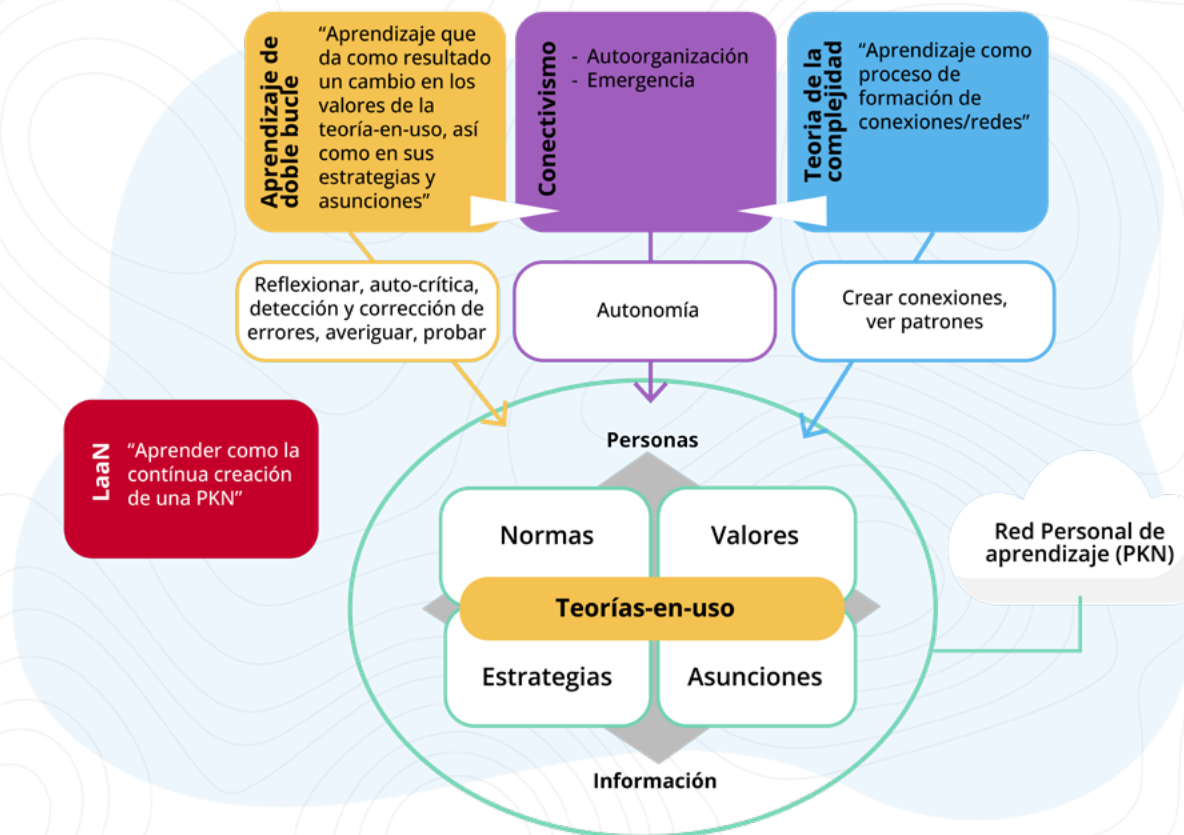 Aprendizaje de
doble bucle
“Aprendizaje que
da como resultado
un cambio en los
valores de la
teoría-en-uso, así
como en sus
estrategias y
asunciones”
Conectivismo
- Autoorganización
- Emergencia
Teoria de la
complejidad
“Aprendizaje como
proceso de
formación de
conexiones/redes”
Reflexionar, auto-crítica,
detección y corrección de
errores, averiguar, probar
Autonomía
Crear conexiones,
ver patrones
LaaN
“Aprender como la
contínua creación
de una PKN”
Personas
Normas
Valores
Teorías-en-uso
Estrategias
Asunciones
Información
Red Personal de
aprendizaje (PKN)